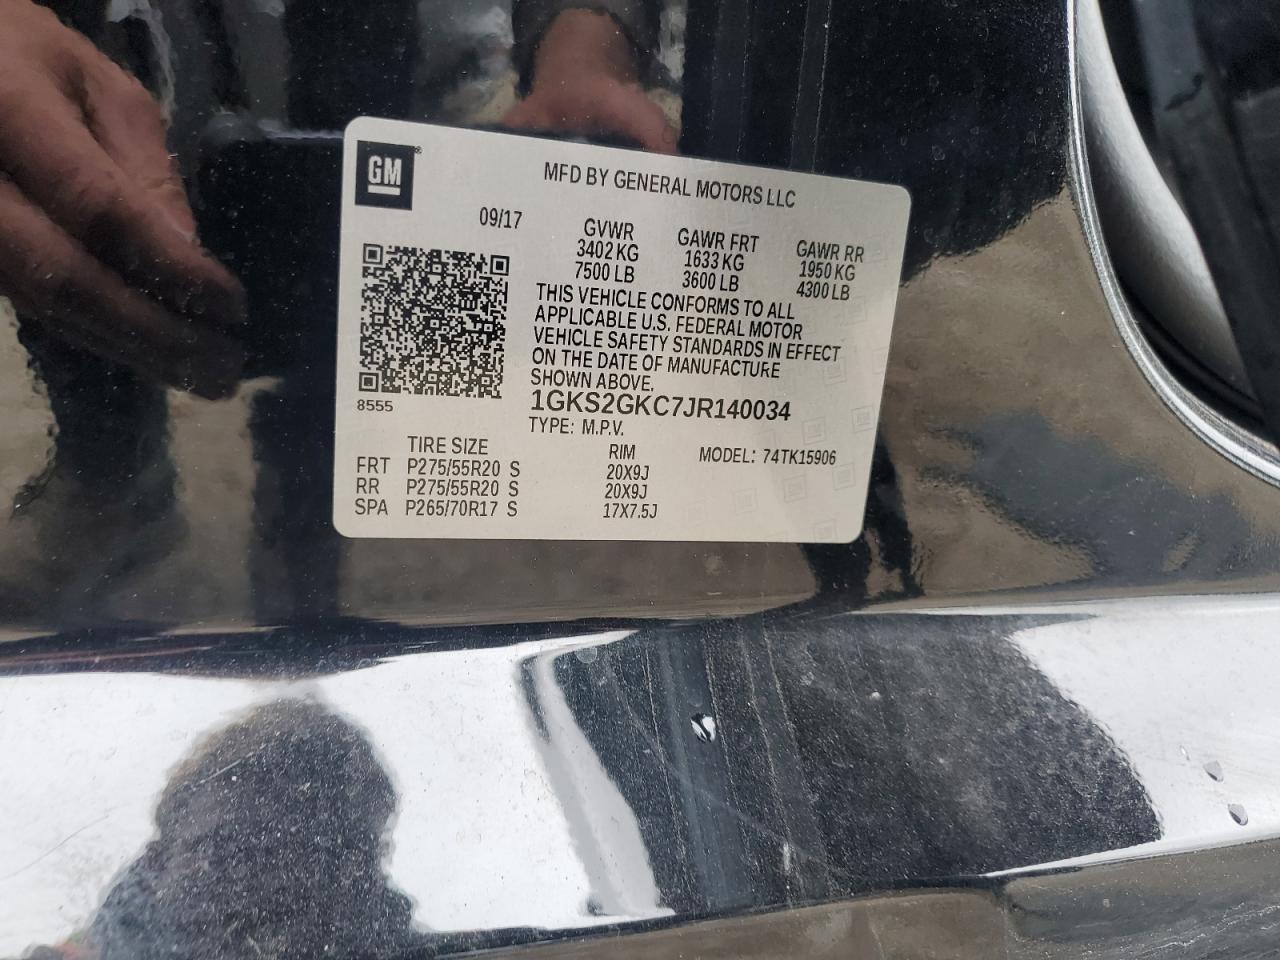 GM
MFD BY GENERAL MOTORS LLC
09/17
GVWR
3402 KG
7500 LB
GAWR FRT
1633 KG
3600 LB
GAWR RR
1950 KG
4300 LB
THIS VEHICLE CONFORMS TO ALL
APPLICABLE U.S. FEDERAL MOTOR
VEHICLE SAFETY STANDARDS IN EFFECT
ON THE DATE OF MANUFACTURE
SHOWN ABOVE.
8555
1GKS2GKC7JR140034
TYPE: M.P.V.
MODEL: 74TK15906
TIRE SIZE RIM
FRT P275/55R20 S 20X9J
RR P275/55R20 S 20X9J
SPA P265/70R17 S 17X7.5J